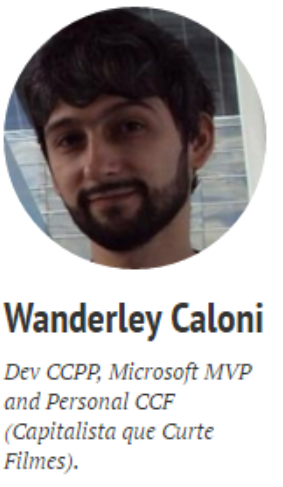 Wanderley Caloni
Dev CCPP, Microsoft MVP
and Personal CCF
(Capitalista que Curte
Filmes).